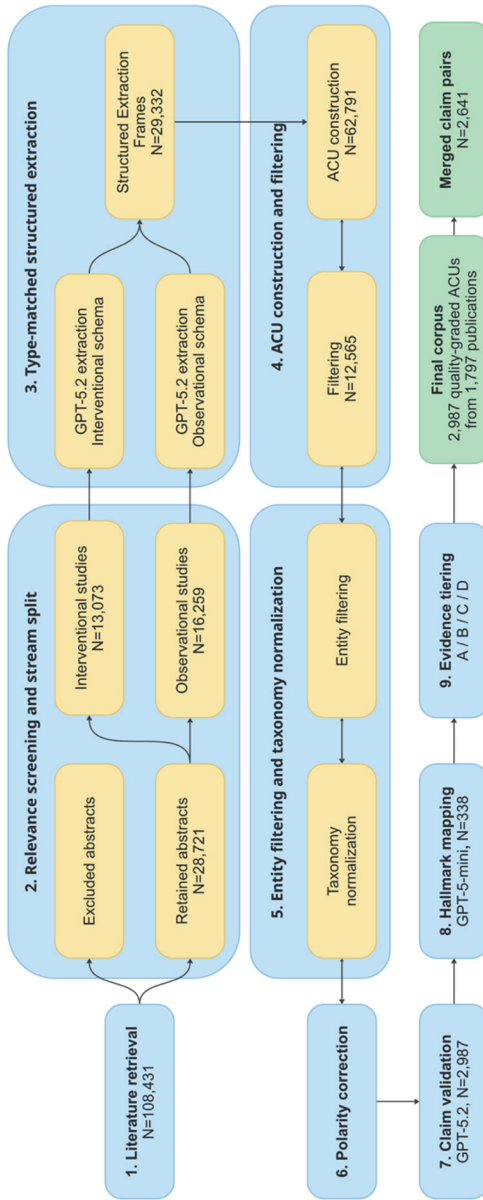 1. Literature retrieval
N=108,431
2. Relevance screening and stream split
Excluded abstracts
Retained abstracts
N=28,721
Interventional studies
N=13,073
Observational studies
N=16,259
3. Type-matched structured extraction
GPT-5.2 extraction
Interventional schema
GPT-5.2 extraction
Observational schema
Structured Extraction
Frames
N=29,332
4. ACU construction and filtering
ACU construction
N=62,791
Filtering
N=12,565
5. Entity filtering and taxonomy normalization
Entity filtering
Taxonomy
normalization
6. Polarity correction
7. Claim validation
GPT-5.2, N=2,987
8. Hallmark mapping
GPT-5-mini, N=338
9. Evidence tiering
A / B / C / D
Final corpus
2,987 quality-graded ACUs
from 1,797 publications
Merged claim pairs
N=2,641